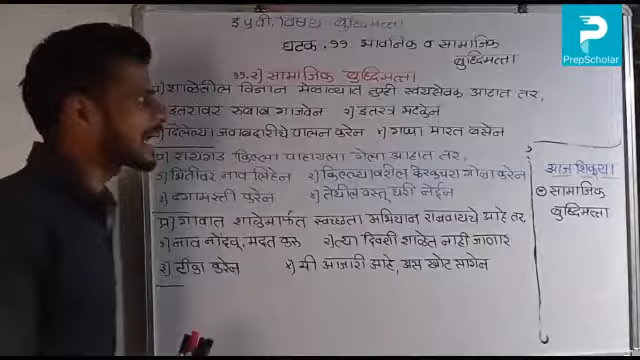 इ ५वी. विषय बुध्दिमत्ता
घटक. ११ भावनिक व सामाजिक
बुध्दिमत्ता
PrepScholar
११.२) सामाजिक बुध्दिमत्ता
प्र) शाळेतील विज्ञान मेळाव्यात तुम्ही स्वयंसेवक आहात तर,
१) इतरांवर रुबाब गाजवेन २) इतरत्र भटकेन
३) दिलेल्या जबाबदारीचे पालन करेन ४) गप्पा मारत बसेन
प्र) रायगड किल्ला पाहायला गेला आहात तर,
१) भिंतीवर नाव लिहेन २) किल्ल्यावरील केरकचरा गोळा करेन
३) दंगामस्ती करेन ४) तेथील वस्तू घरी नेईन
प्र) गावात शाळेमार्फत स्वच्छता अभियान राबवायचे आहे तर
१) नाव नोंदवू, मदत करू २) त्या दिवशी शाळेत नाही जाणार
३) टीका करेन ४) मी आजारी आहे, असं खोटं सांगेन
आज शिकूया
सामाजिक
बुध्दिमत्ता